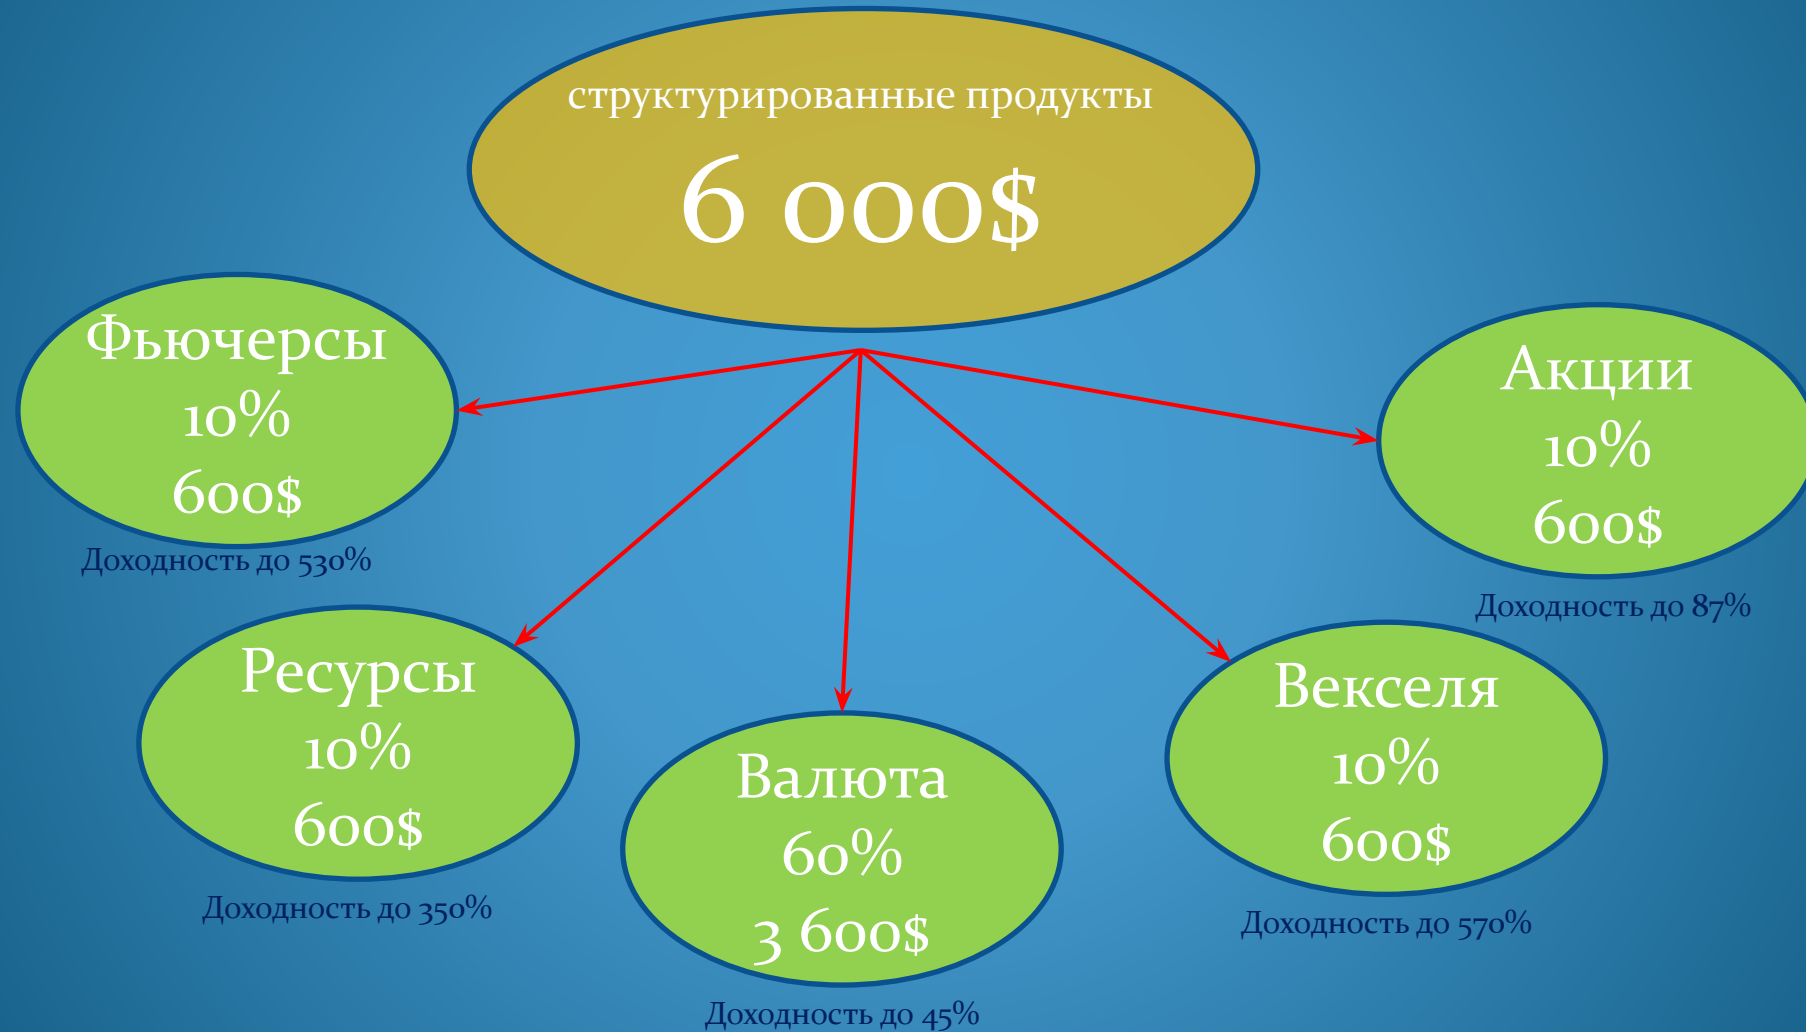 структурированные продукты
6 000$
Фьючерсы
10%
600$
Доходность до 530%
Акции
10%
600$
Доходность до 87%
Ресурсы
10%
600$
Доходность до 350%
Валюта
60%
3 600$
Доходность до 45%
Векселя
10%
600$
Доходность до 570%